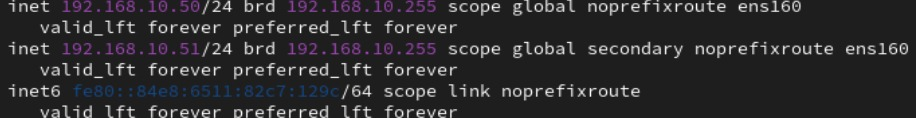 inet 192.168.10.50/24 brd 192.168.10.255 scope global noprefixroute ens160
valid_lft forever preferred_lft forever
inet 192.168.10.51/24 brd 192.168.10.255 scope global secondary noprefixroute ens160
valid_lft forever preferred_lft forever
inet6 fe80::84e8:6511:82c7:129c/64 scope link noprefixroute
valid_lft forever preferred_lft forever